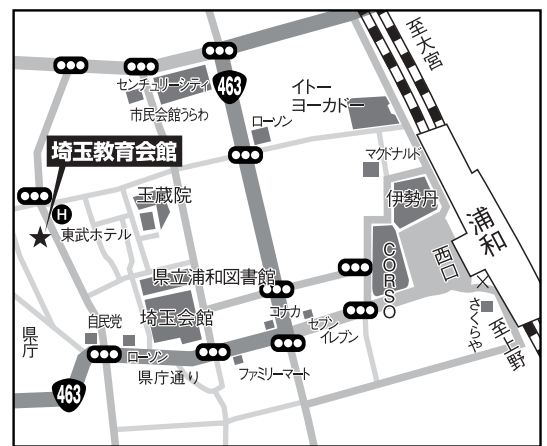 至大宮
センチュリーシティ
市民会館うらわ
463
イトー
ヨーカドー
ローソン
埼玉教育会館
マクドナルド
H
玉蔵院
伊勢丹
浦和
東武ホテル
CORSO
西口
県立浦和図書館
さくらや
至上野
コナカ
セブン
イレブン
埼玉会館
自民党
県庁
ローソン
県庁通り
ファミリーマート
463